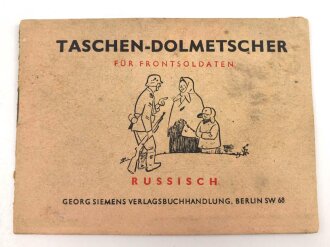 TASCHEN-DOLMETSCHER
FÜR FRONTSOLDATEN
RUSSISCH
GEORG SIEMENS VERLAGSBUCHHANDLUNG, BERLIN SW 68